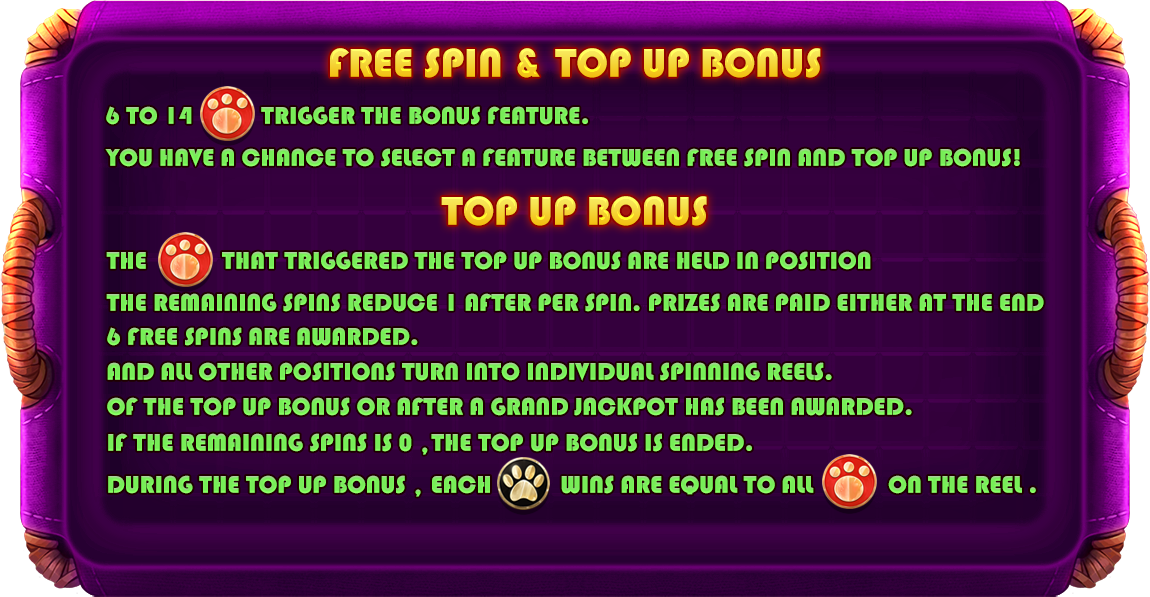 FREE SPIN & TOP UP BONUS
6 TO 14 TRIGGER THE BONUS FEATURE.
YOU HAVE A CHANCE TO SELECT A FEATURE BETWEEN FREE SPIN AND TOP UP BONUS!
TOP UP BONUS
THE THAT TRIGGERED THE TOP UP BONUS ARE HELD IN POSITION
THE REMAINING SPINS REDUCE 1 AFTER PER SPIN. PRIZES ARE PAID EITHER AT THE END
6 FREE SPINS ARE AWARDED.
AND ALL OTHER POSITIONS TURN INTO INDIVIDUAL SPINNING REELS.
OF THE TOP UP BONUS OR AFTER A GRAND JACKPOT HAS BEEN AWARDED.
IF THE REMAINING SPINS IS 0 ,THE TOP UP BONUS IS ENDED.
DURING THE TOP UP BONUS , EACH WINS ARE EQUAL TO ALL ON THE REEL .